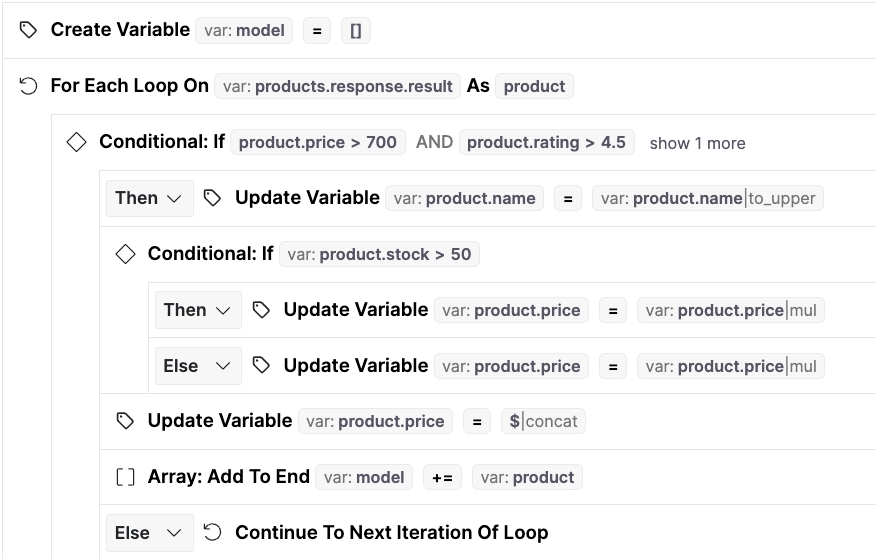 Create Variable var: model = []
For Each Loop On var: products.response.result As product
Conditional: If product.price > 700 AND product.rating > 4.5 show 1 more
Then Update Variable var: product.name = var: product.name|to_upper
Conditional: If var: product.stock > 50
Then Update Variable var: product.price = var: product.price|mul
Else Update Variable var: product.price = var: product.price|mul
Update Variable var: product.price = $|concat
Array: Add To End var: model += var: product
Else Continue To Next Iteration Of Loop